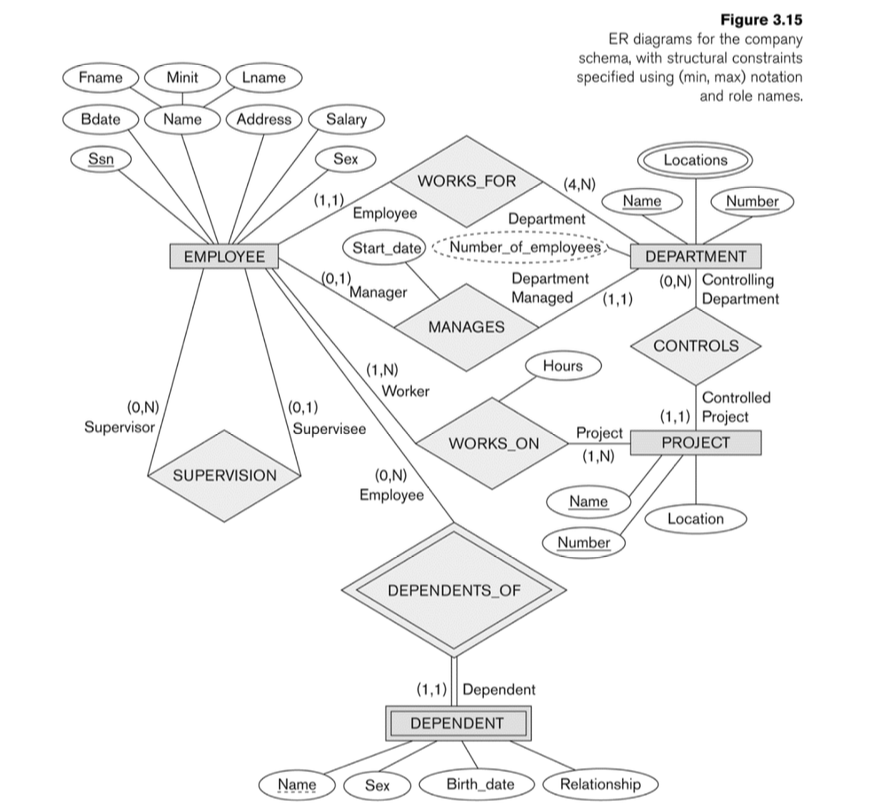 Figure 3.15
ER diagrams for the company
schema, with structural constraints
specified using (min, max) notation
and role names.
Fname
Minit
Lname
Bdate
Name
Address
Salary
Ssn
Sex
WORKS_FOR
(4,N)
Locations
Name
Number
(1,1)
Employee
Department
Start_date
Number_of_employees
EMPLOYEE
DEPARTMENT
(0,1)
Manager
Department
Managed
(1,1)
(0,N)
Controlling
Department
MANAGES
CONTROLS
(1,N)
Worker
Hours
(0,N)
Supervisor
(0,1)
Supervisee
Controlled
(1,1)
Project
WORKS_ON
Project
(1,N)
PROJECT
SUPERVISION
(0,N)
Employee
Name
Location
Number
DEPENDENTS_OF
(1,1)
Dependent
DEPENDENT
Name
Sex
Birth_date
Relationship